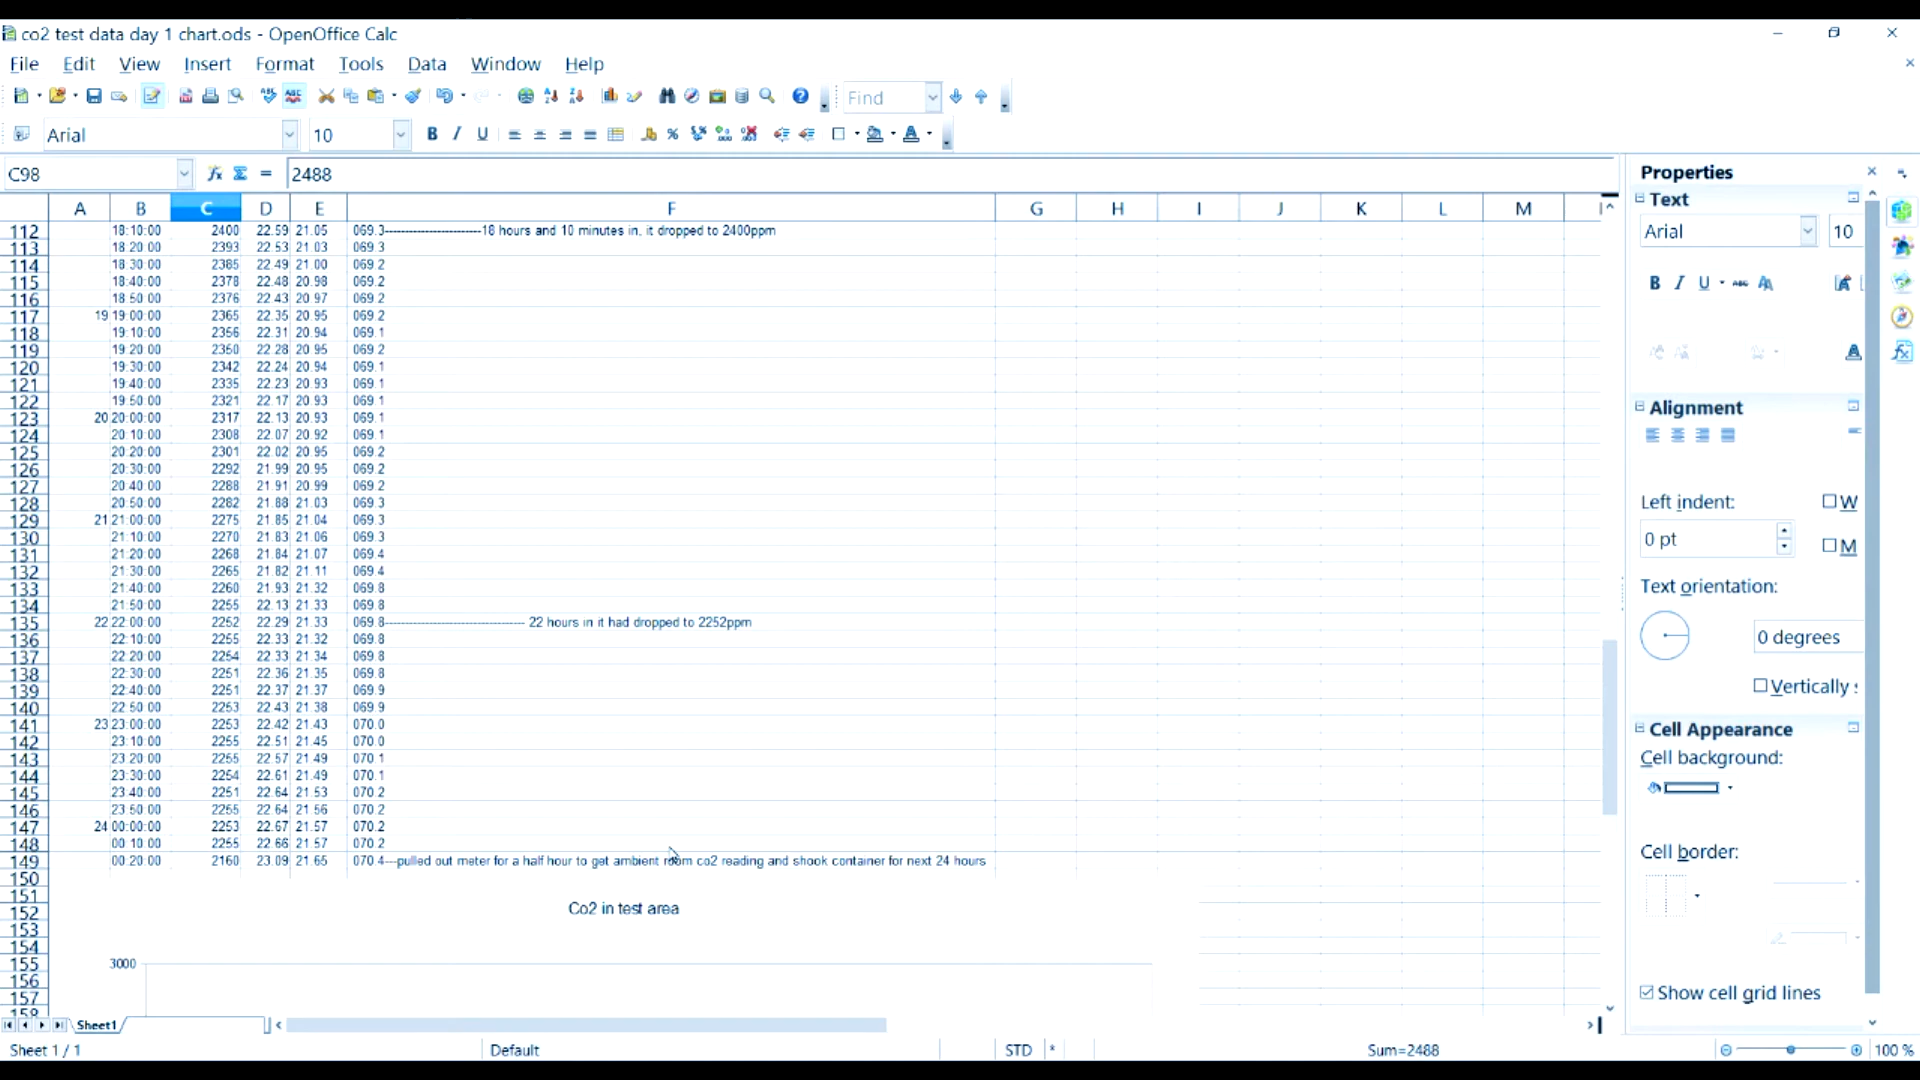 co2 test data day 1 chart.ods - OpenOffice Calc
File Edit View Insert Format Tools Data Window Help
Find
Arial 10
C98 = 2488
Properties
A B C D E F G H I J K L M
Text
Arial 10
112 18:10:00 2400 22.59 21.05 069.3------------------------18 hours and 10 minutes in, it dropped to 2400ppm
113 18:20:00 2393 22.53 21.03 069.3
114 18:30:00 2385 22.49 21.00 069.2
115 18:40:00 2378 22.48 20.98 069.2
116 18:50:00 2376 22.43 20.97 069.2
117 19 19:00:00 2365 22.35 20.95 069.2
118 19:10:00 2356 22.31 20.94 069.1
119 19:20:00 2350 22.28 20.95 069.2
120 19:30:00 2342 22.24 20.94 069.1
121 19:40:00 2335 22.23 20.93 069.1
122 19:50:00 2321 22.17 20.93 069.1
123 20 20:00:00 2317 22.13 20.93 069.1
124 20:10:00 2308 22.07 20.92 069.1
125 20:20:00 2301 22.02 20.95 069.2
126 20:30:00 2292 21.99 20.95 069.2
127 20:40:00 2288 21.91 20.99 069.2
128 20:50:00 2282 21.88 21.03 069.3
129 21 21:00:00 2275 21.85 21.04 069.3
130 21:10:00 2270 21.83 21.06 069.3
131 21:20:00 2268 21.84 21.07 069.4
132 21:30:00 2265 21.82 21.11 069.4
133 21:40:00 2260 21.93 21.32 069.8
134 21:50:00 2255 22.13 21.33 069.8
135 22 22:00:00 2252 22.29 21.33 069.8----------------------------------- 22 hours in it had dropped to 2252ppm
136 22:10:00 2255 22.33 21.32 069.8
137 22:20:00 2254 22.33 21.34 069.8
138 22:30:00 2251 22.36 21.35 069.8
139 22:40:00 2251 22.37 21.37 069.9
140 22:50:00 2253 22.43 21.38 069.9
141 23 23:00:00 2253 22.42 21.43 070.0
142 23:10:00 2255 22.51 21.45 070.0
143 23:20:00 2255 22.57 21.49 070.1
144 23:30:00 2254 22.61 21.49 070.1
145 23:40:00 2251 22.64 21.53 070.2
146 23:50:00 2255 22.64 21.56 070.2
147 24 00:00:00 2253 22.67 21.57 070.2
148 00:10:00 2255 22.66 21.57 070.2
149 00:20:00 2160 23.09 21.65 070.4---pulled out meter for a half hour to get ambient room co2 reading and shook container for next 24 hours
150
151
152 Co2 in test area
153
154
155 3000
156
157
158
Alignment
Left indent: W
0 pt M
Text orientation:
0 degrees
Vertically s
Cell Appearance
Cell background:
Cell border:
Show cell grid lines
Sheet1
Sheet 1 / 1 Default STD * Sum=2488 100 %